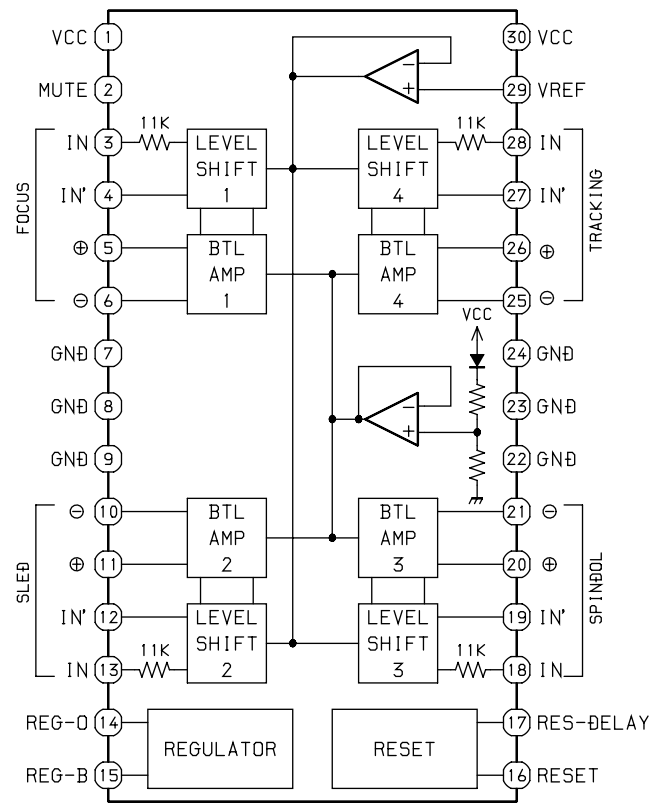 VCC 1 30 VCC
MUTE 2 29 VREF
− +
FOCUS
IN 3 11K LEVEL SHIFT 1
LEVEL SHIFT 4 11K 28 IN
IN' 4 27 IN'
TRACKING
⊕ 5 BTL AMP 1
BTL AMP 4 26 ⊕
⊖ 6 25 ⊖
VCC
GND 7 24 GND
− +
GND 8 23 GND
GND 9 22 GND
SLED
⊖ 10 BTL AMP 2
BTL AMP 3 21 ⊖
⊕ 11 20 ⊕
SPINDOL
IN' 12 LEVEL SHIFT 2
LEVEL SHIFT 3 19 IN'
IN 13 11K 11K 18 IN
REG-O 14 REGULATOR
RESET 17 RES-DELAY
REG-B 15 16 RESET